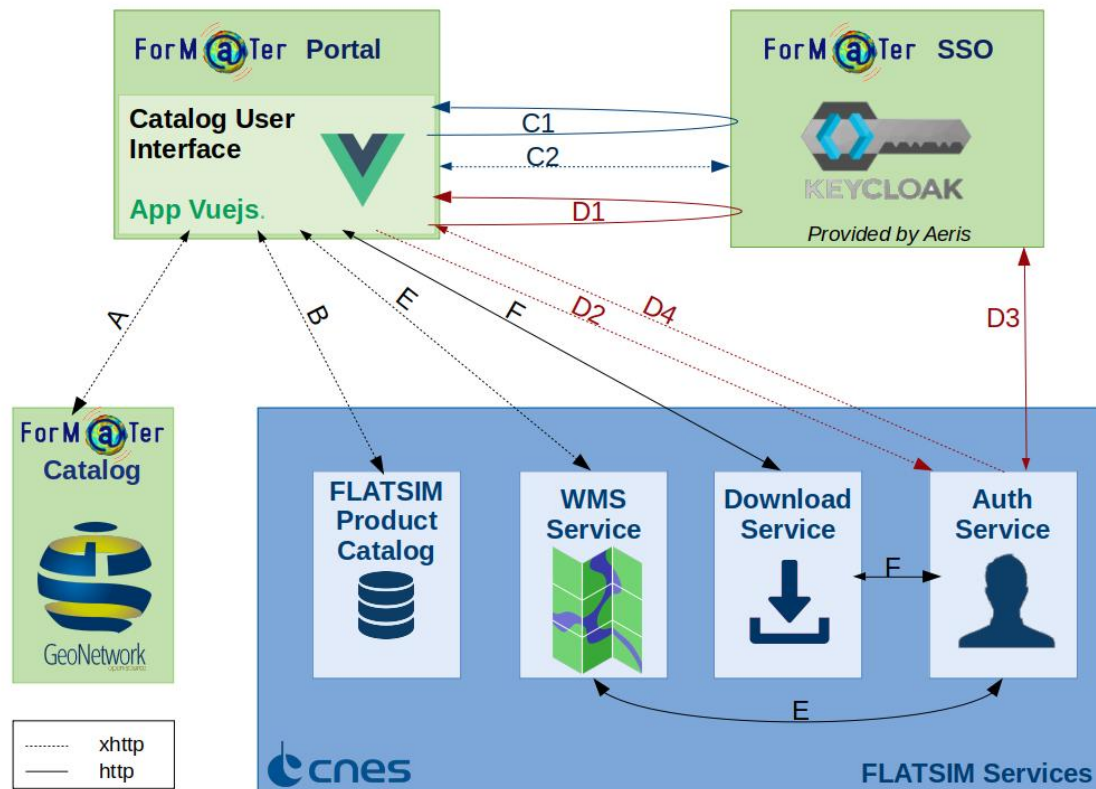 ForM@Ter Portal
Catalog User
Interface
App Vuejs.
ForM@Ter SSO
KEYCLOAK
Provided by Aeris
C1
C2
D1
A
B
E
F
D2
D4
D3
ForM@Ter
Catalog
GeoNetwork
opensource
FLATSIM
Product
Catalog
WMS
Service
Download
Service
Auth
Service
F
E
xhttp
http
cnes
FLATSIM Services